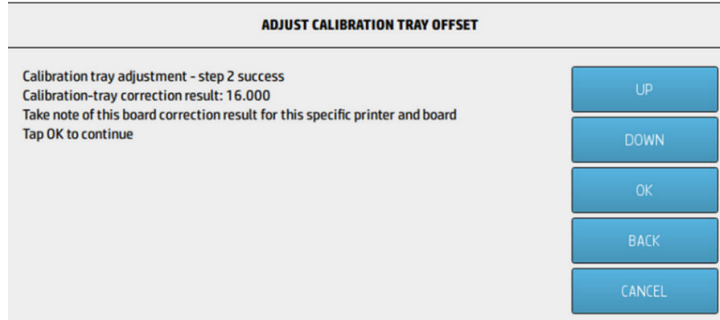 ADJUST CALIBRATION TRAY OFFSET
Calibration tray adjustment - step 2 success
Calibration-tray correction result: 16.000
Take note of this board correction result for this specific printer and board
Tap OK to continue
UP
DOWN
OK
BACK
CANCEL